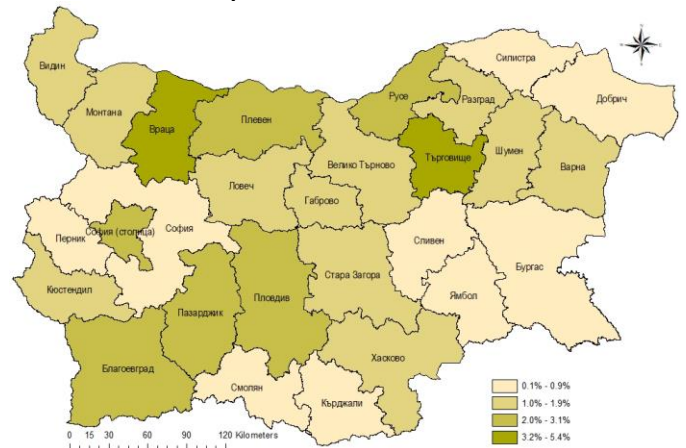 Видин
Монтана
Враца
Плевен
Русе
Силистра
Разград
Добрич
Велико Търново
Търговище
Шумен
Варна
Ловеч
Габрово
София (столица)
София
Перник
Сливен
Бургас
Кюстендил
Пазарджик
Пловдив
Стара Загора
Ямбол
Благоевград
Хасково
Смолян
Кърджали
0.1% - 0.9%
1.0% - 1.9%
2.0% - 3.1%
3.2% - 5.4%
0 15 30 60 90 120 Kilometers